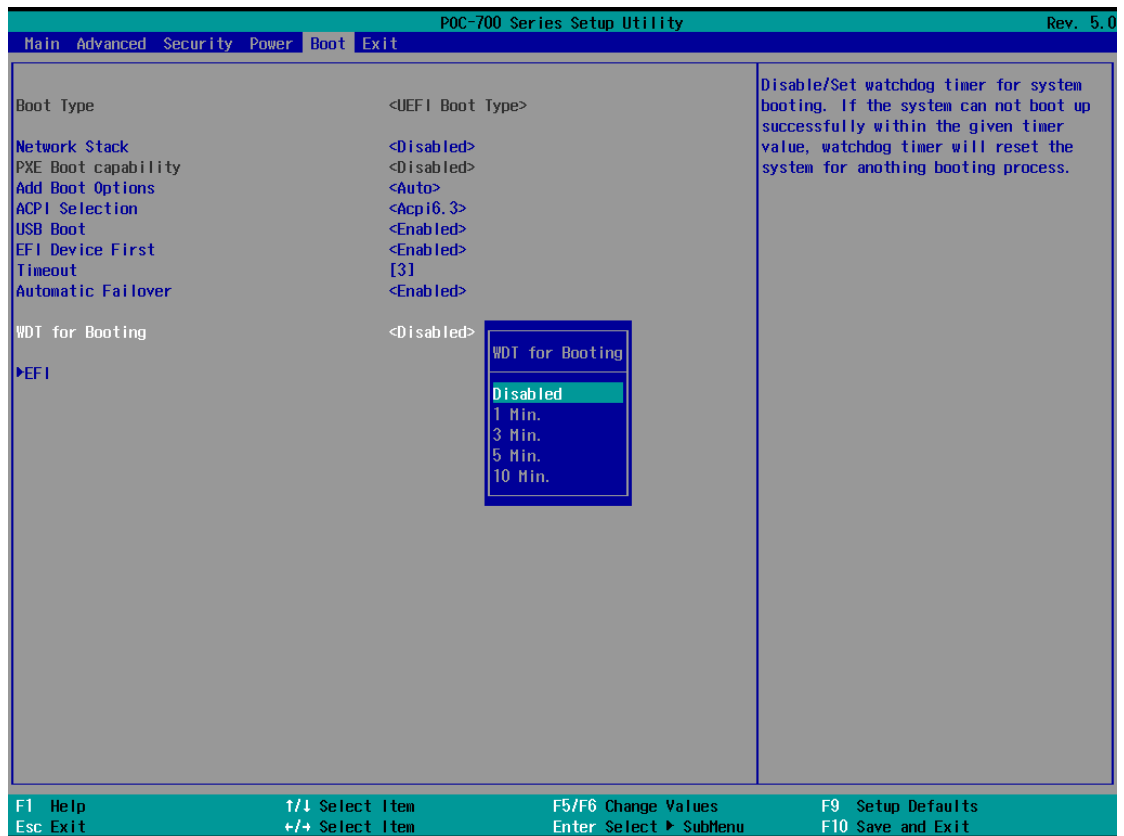 POC-700 Series Setup Utility Rev. 5.0
Main Advanced Security Power Boot Exit
Boot Type <UEFI Boot Type>
Network Stack <Disabled>
PXE Boot capability <Disabled>
Add Boot Options <Auto>
ACPI Selection <Acpi6.3>
USB Boot <Enabled>
EFI Device First <Enabled>
Timeout [3]
Automatic Failover <Enabled>
WDT for Booting <Disabled>
▶EFI
WDT for Booting
Disabled
1 Min.
3 Min.
5 Min.
10 Min.
Disable/Set watchdog timer for system
booting. If the system can not boot up
successfully within the given timer
value, watchdog timer will reset the
system for anothing booting process.
F1 Help ↑/↓ Select Item F5/F6 Change Values F9 Setup Defaults
Esc Exit ←/→ Select Item Enter Select ▶ SubMenu F10 Save and Exit